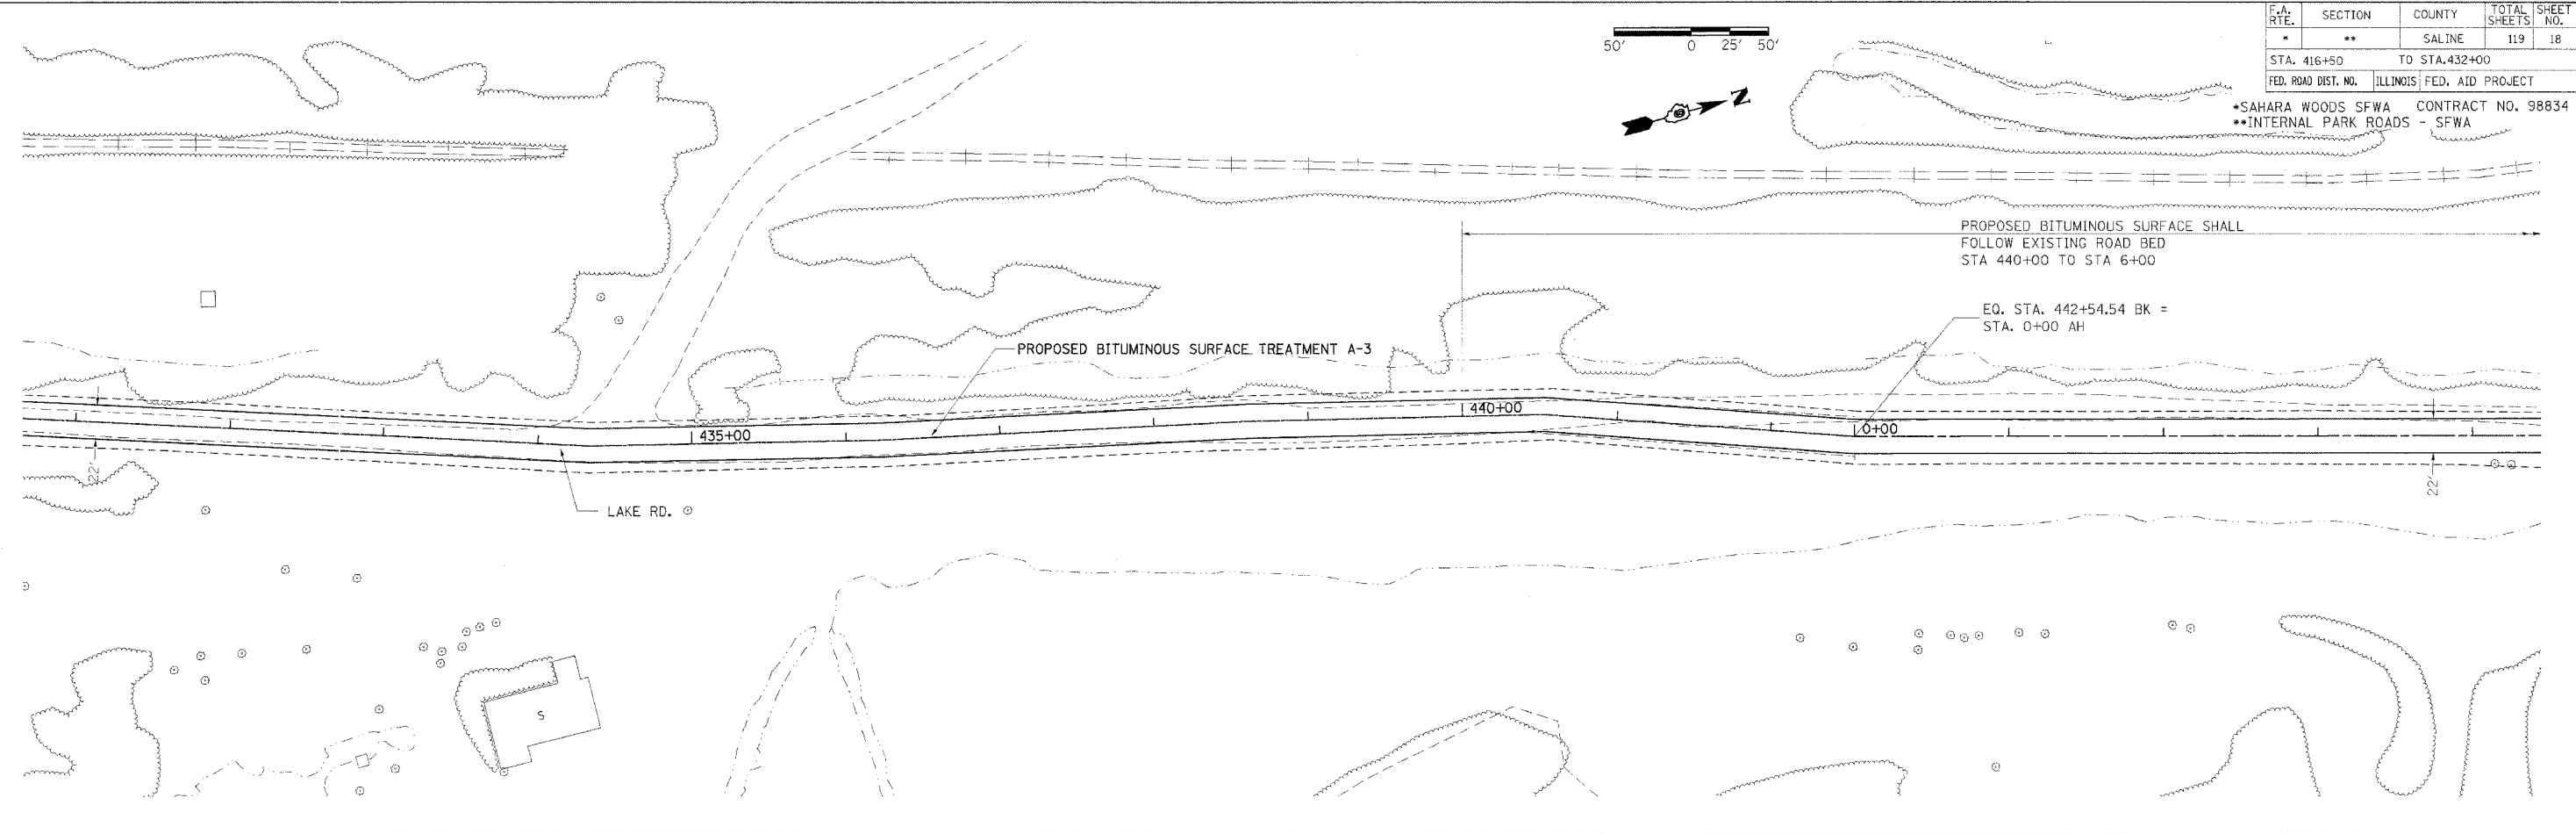 F.A. RTE. SECTION COUNTY TOTAL SHEETS SHEET NO.
* ** SALINE 119 18
STA. 416+50 TO STA.432+00
FED. ROAD DIST. NO. ILLINOIS FED. AID PROJECT
*SAHARA WOODS SFWA CONTRACT NO. 98834
**INTERNAL PARK ROADS - SFWA
50' 0 25' 50'
N
PROPOSED BITUMINOUS SURFACE SHALL
FOLLOW EXISTING ROAD BED
STA 440+00 TO STA 6+00
EQ. STA. 442+54.54 BK =
STA. 0+00 AH
PROPOSED BITUMINOUS SURFACE TREATMENT A-3
440+00
435+00
0+00
22'
22'
LAKE RD.
S